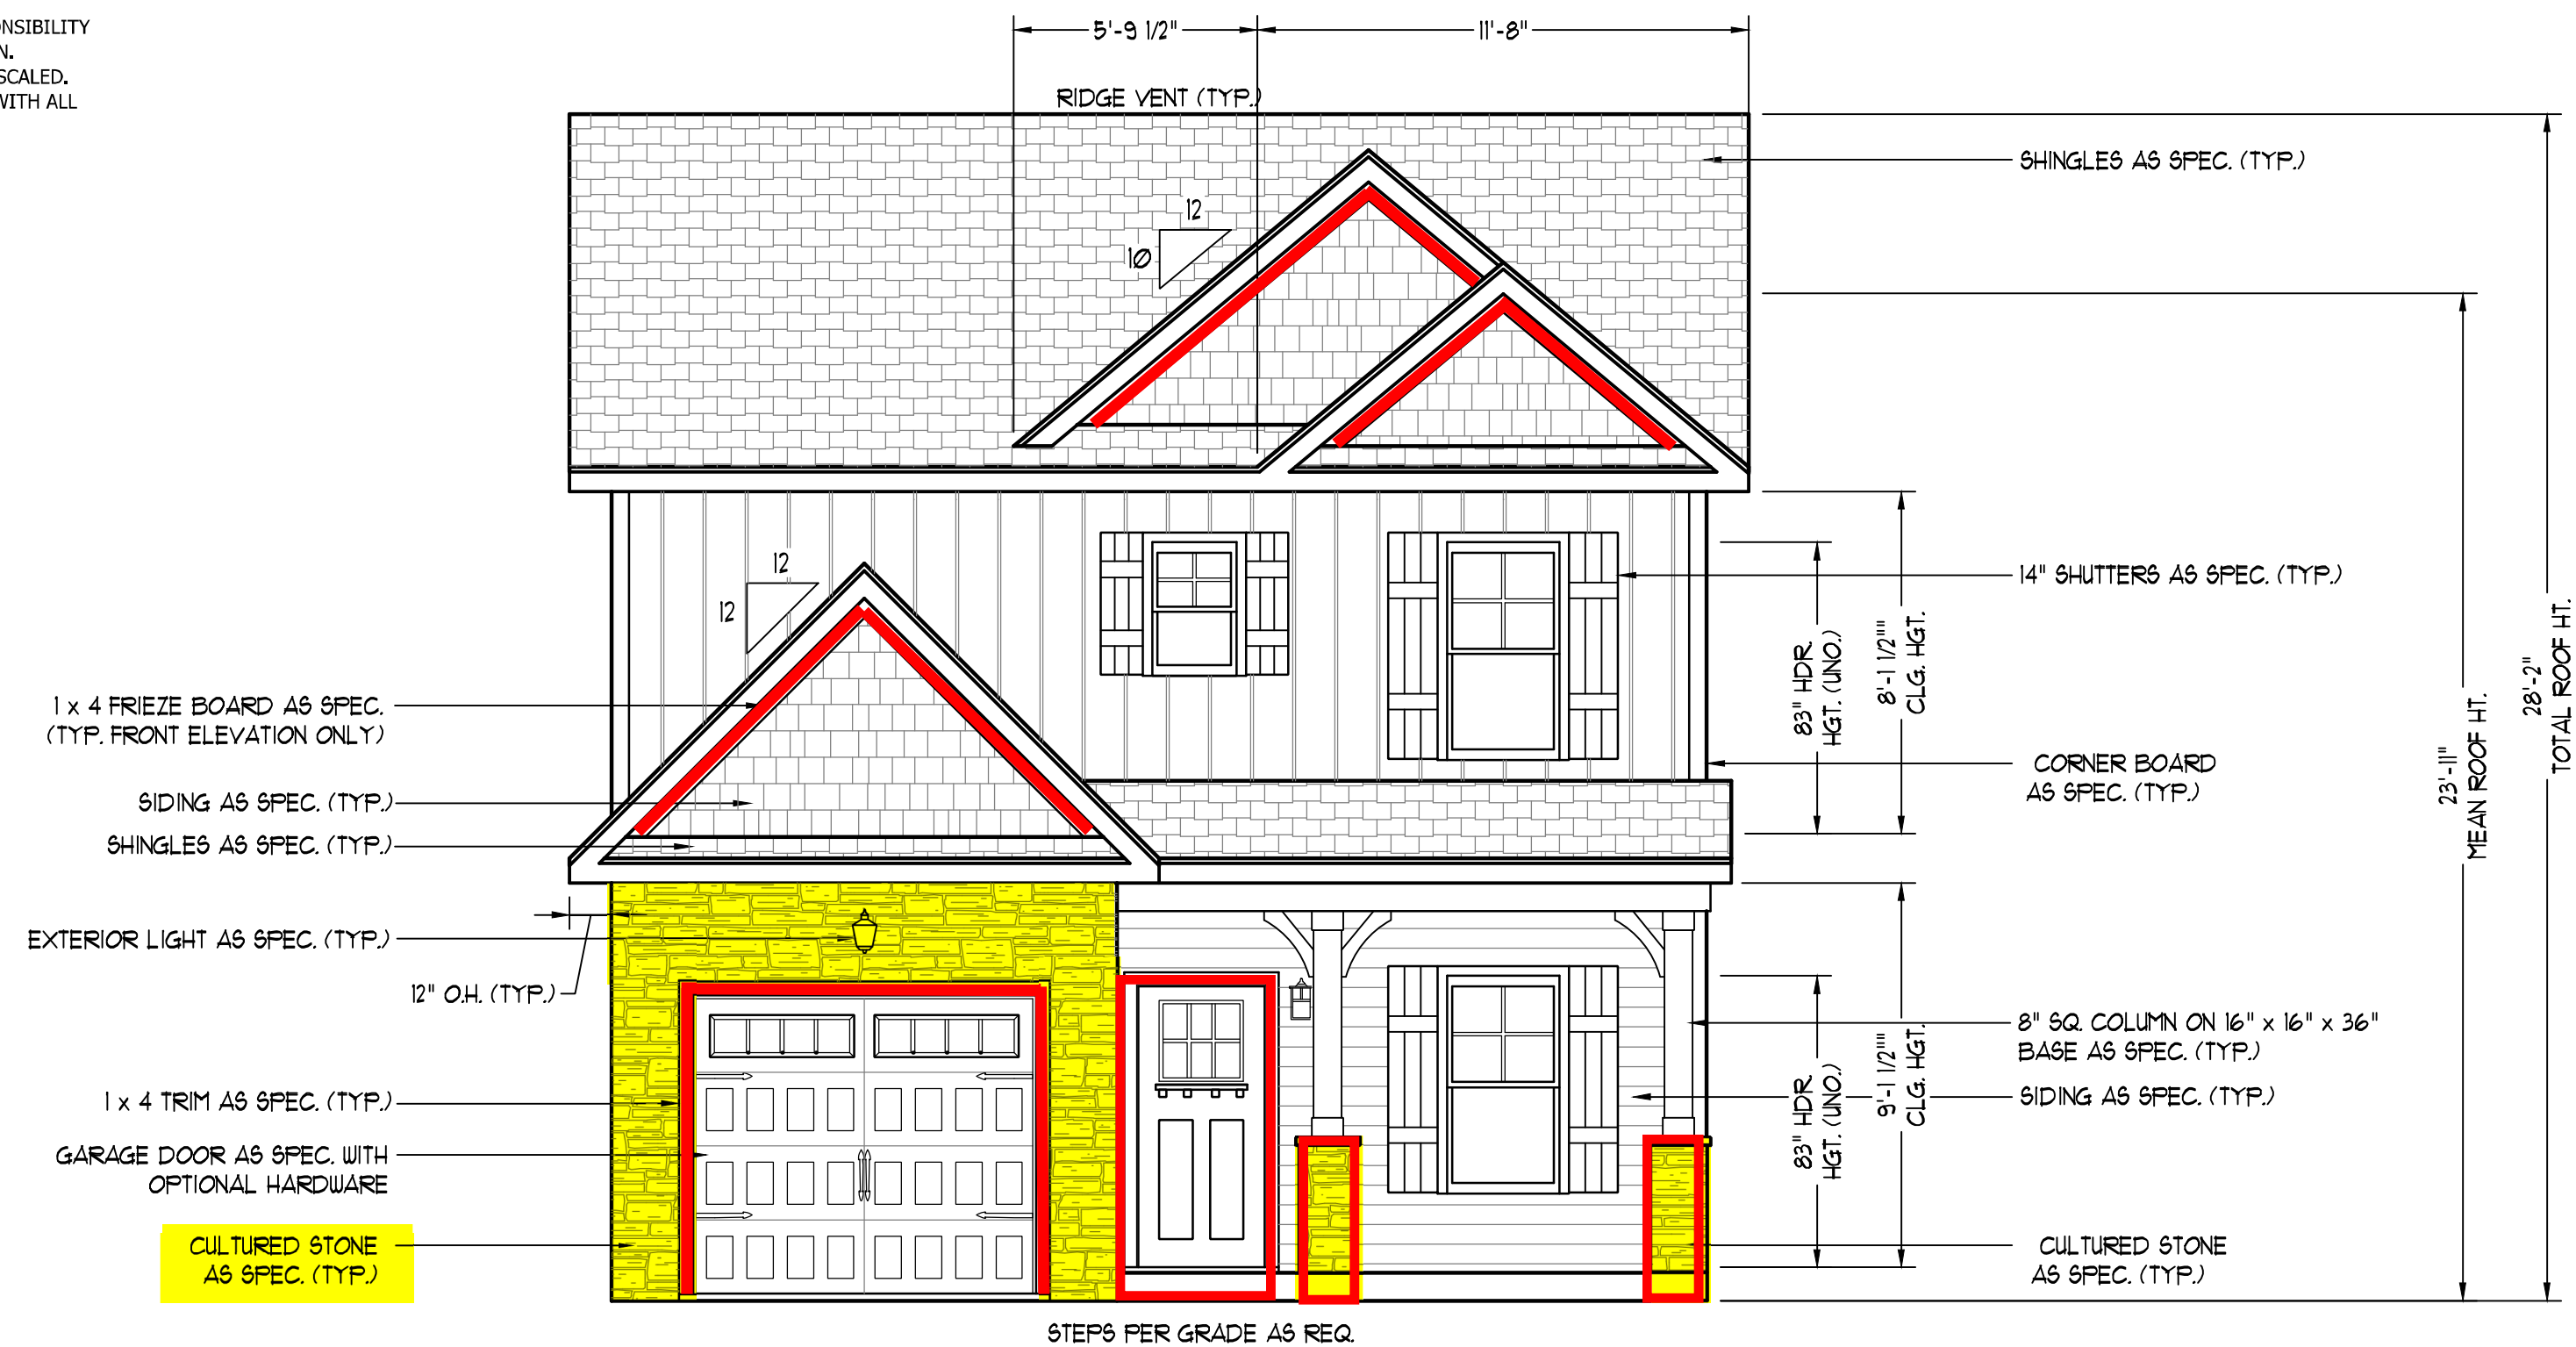 ONSIBILITY
N.
SCALED.
WITH ALL
5'-9 1/2"
11'-8"
RIDGE VENT (TYP.)
SHINGLES AS SPEC. (TYP.)
12
10
12
12
14" SHUTTERS AS SPEC. (TYP.)
83" HDR.
HGT. (UNO.)
8'-1 1/2""
CLG. HGT.
28'-2"
TOTAL ROOF HT.
23'-11"
MEAN ROOF HT.
1 x 4 FRIEZE BOARD AS SPEC.
(TYP. FRONT ELEVATION ONLY)
CORNER BOARD
AS SPEC. (TYP.)
SIDING AS SPEC. (TYP.)
SHINGLES AS SPEC. (TYP.)
EXTERIOR LIGHT AS SPEC. (TYP.)
12" O.H. (TYP.)
8" SQ. COLUMN ON 16" x 16" x 36"
BASE AS SPEC. (TYP.)
83" HDR.
HGT. (UNO.)
9'-1 1/2""
CLG. HGT.
SIDING AS SPEC. (TYP.)
1 x 4 TRIM AS SPEC. (TYP.)
GARAGE DOOR AS SPEC. WITH
OPTIONAL HARDWARE
CULTURED STONE
AS SPEC. (TYP.)
CULTURED STONE
AS SPEC. (TYP.)
STEPS PER GRADE AS REQ.